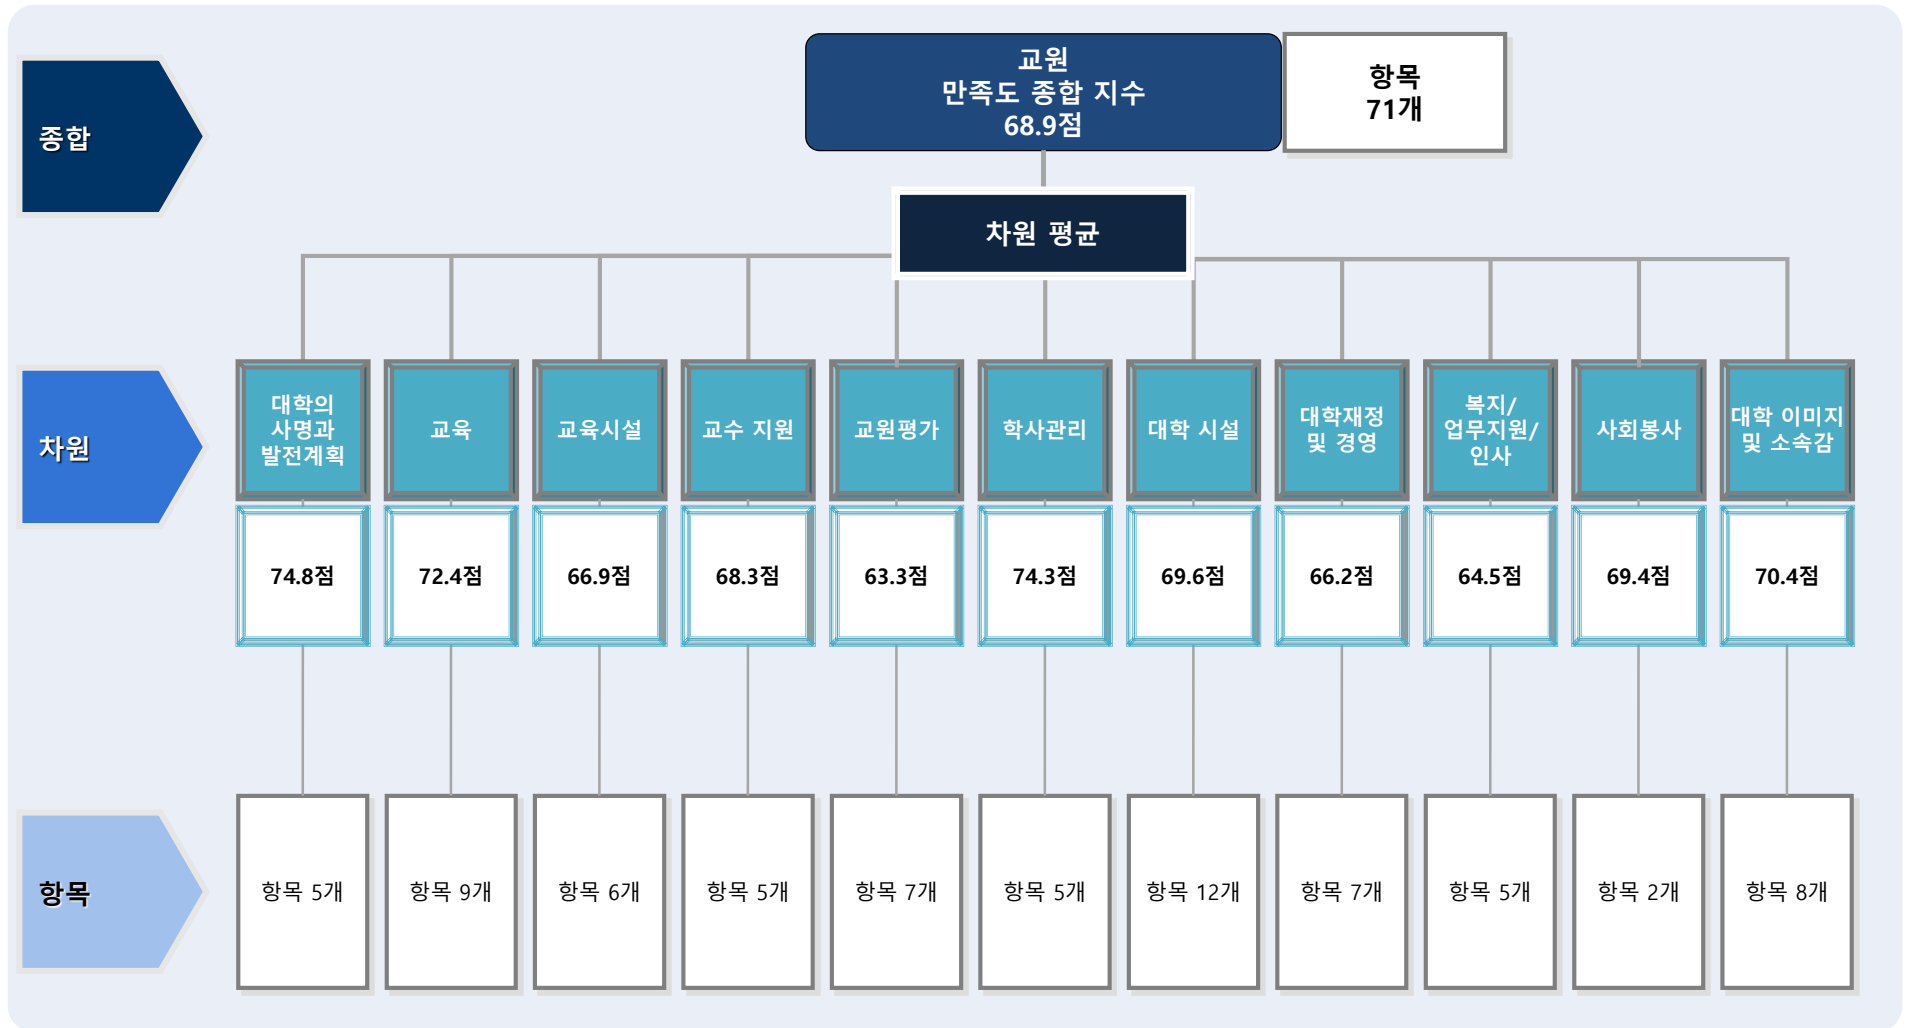 교원
만족도 종합 지수
68.9점
항목
71개
종합
차원 평균
차원
대학의
사명과
발전계획
교육
교육시설
교수 지원
교원평가
학사관리
대학 시설
대학재정
및 경영
복지/
업무지원/
인사
사회봉사
대학 이미지
및 소속감
74.8점
72.4점
66.9점
68.3점
63.3점
74.3점
69.6점
66.2점
64.5점
69.4점
70.4점
항목
항목 5개
항목 9개
항목 6개
항목 5개
항목 7개
항목 5개
항목 12개
항목 7개
항목 5개
항목 2개
항목 8개